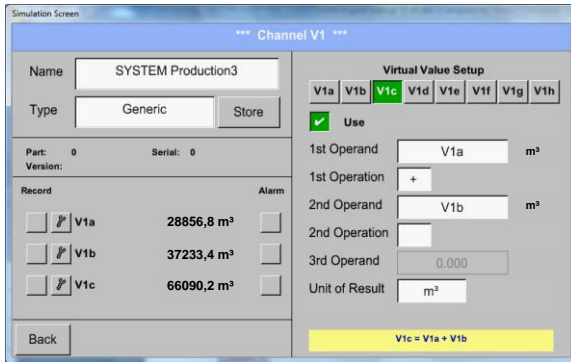 Simulation Screen
*** Channel V1 ***
Name SYSTEM Production3
Type Generic Store
Part: 0 Serial: 0
Version:
Record Alarm
V1a 28856,8 m³
V1b 37233,4 m³
V1c 66090,2 m³
Back
Virtual Value Setup
V1a V1b V1c V1d V1e V1f V1g V1h
Use
1st Operand V1a m³
1st Operation +
2nd Operand V1b m³
2nd Operation
3rd Operand 0.000
Unit of Result m³
V1c = V1a + V1b